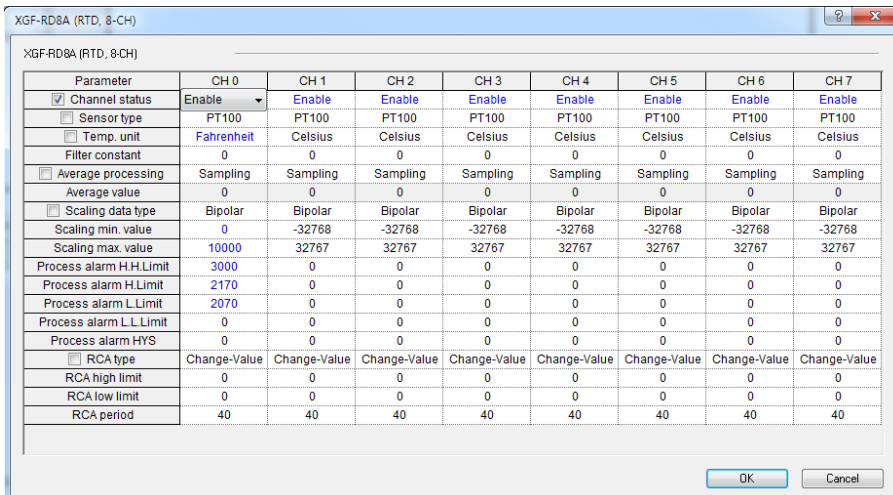 XGF-RD8A (RTD, 8-CH)
XGF-RD8A (RTD, 8-CH)
Parameter CH 0 CH 1 CH 2 CH 3 CH 4 CH 5 CH 6 CH 7
Channel status Enable Enable Enable Enable Enable Enable Enable Enable
Sensor type PT100 PT100 PT100 PT100 PT100 PT100 PT100 PT100
Temp. unit Fahrenheit Celsius Celsius Celsius Celsius Celsius Celsius Celsius
Filter constant 0 0 0 0 0 0 0 0
Average processing Sampling Sampling Sampling Sampling Sampling Sampling Sampling Sampling
Average value 0 0 0 0 0 0 0 0
Scaling data type Bipolar Bipolar Bipolar Bipolar Bipolar Bipolar Bipolar Bipolar
Scaling min. value 0 -32768 -32768 -32768 -32768 -32768 -32768 -32768
Scaling max. value 10000 32767 32767 32767 32767 32767 32767 32767
Process alarm H.H.Limit 3000 0 0 0 0 0 0 0
Process alarm H.Limit 2170 0 0 0 0 0 0 0
Process alarm L.Limit 2070 0 0 0 0 0 0 0
Process alarm L.L.Limit 0 0 0 0 0 0 0 0
Process alarm HYS 0 0 0 0 0 0 0 0
RCA type Change-Value Change-Value Change-Value Change-Value Change-Value Change-Value Change-Value Change-Value
RCA high limit 0 0 0 0 0 0 0 0
RCA low limit 0 0 0 0 0 0 0 0
RCA period 40 40 40 40 40 40 40 40
OK Cancel